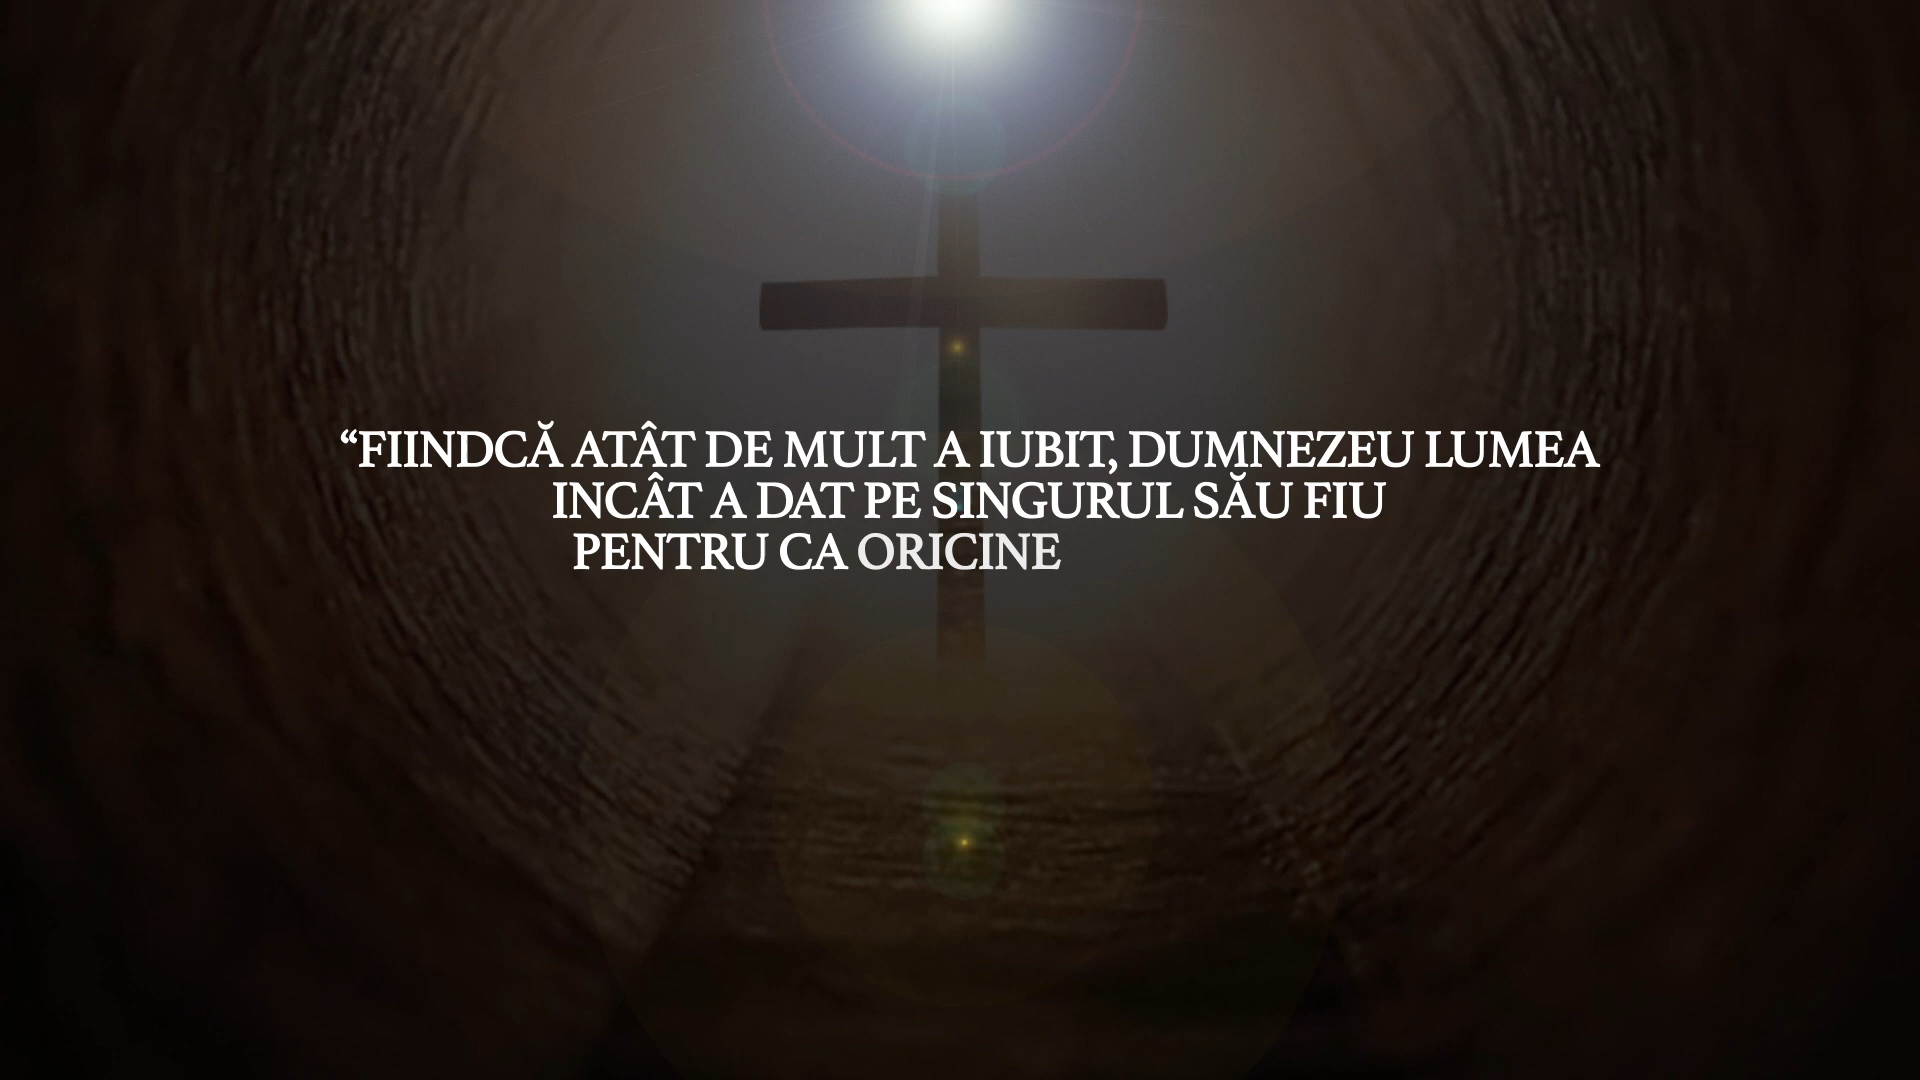 “FIINDCĂ ATÂT DE MULT A IUBIT, DUMNEZEU LUMEA
INCÂT A DAT PE SINGURUL SĂU FIU
PENTRU CA ORICINE